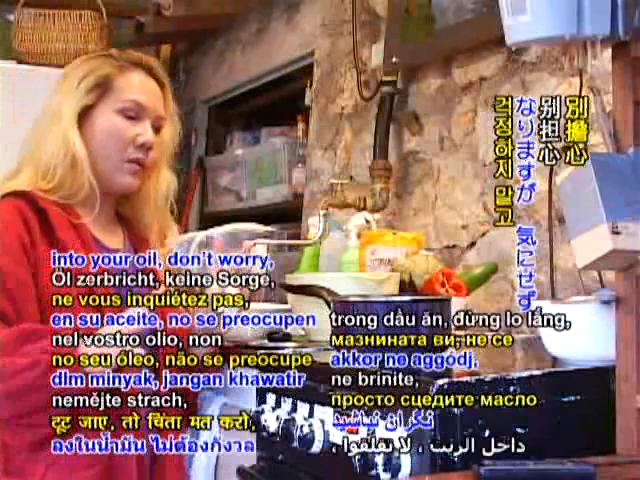 別擔心
别担心
なりますが 気にせず
걱정하지 말고
into your oil, don't worry,
Öl zerbricht, keine Sorge,
ne vous inquiétez pas,
en su aceite, no se preocupen
nel vostro olio, non
no seu óleo, não se preocupe
dlm minyak, jangan khawatir
nemějte strach,
टूट जाए, तो चिंता मत करो,
ลงในน้ำมัน ไม่ต้องกังวล
trong dầu ăn, đừng lo lắng,
мазнината ви, не се
akkor ne aggódj,
ne brinite,
просто сцедите масло
نگران نباشید
داخل الزيت ، لا تقلقوا ،